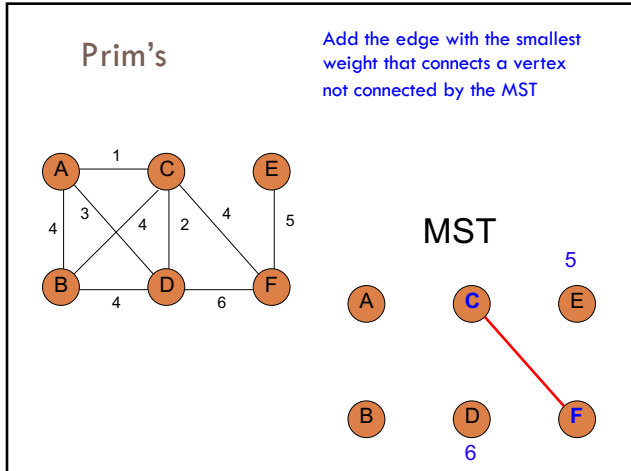 Prim's
Add the edge with the smallest
weight that connects a vertex
not connected by the MST
1
A C E
3 4 4
4 2 5
B D F
4 6
MST
5
A C E
B D F
6